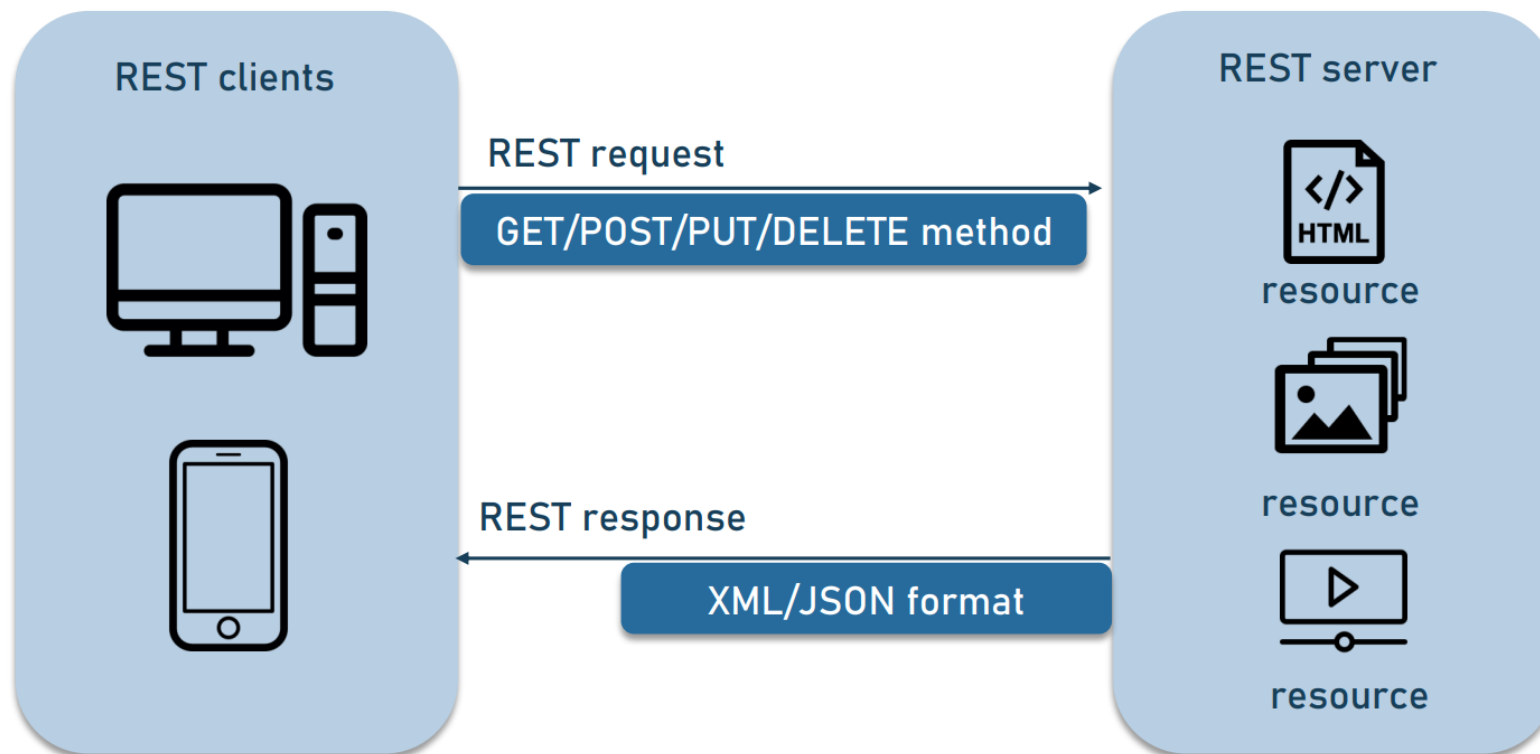 REST clients
REST server
REST request
GET/POST/PUT/DELETE method
</>
HTML
resource
resource
REST response
XML/JSON format
resource